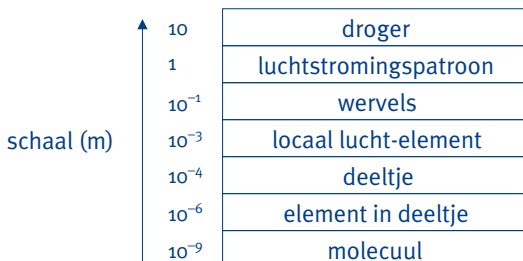 10 droger
1 luchtstromingspatroon
10⁻¹ wervels
schaal (m) 10⁻³ locaal lucht-element
10⁻⁴ deeltje
10⁻⁶ element in deeltje
10⁻⁹ molecuul